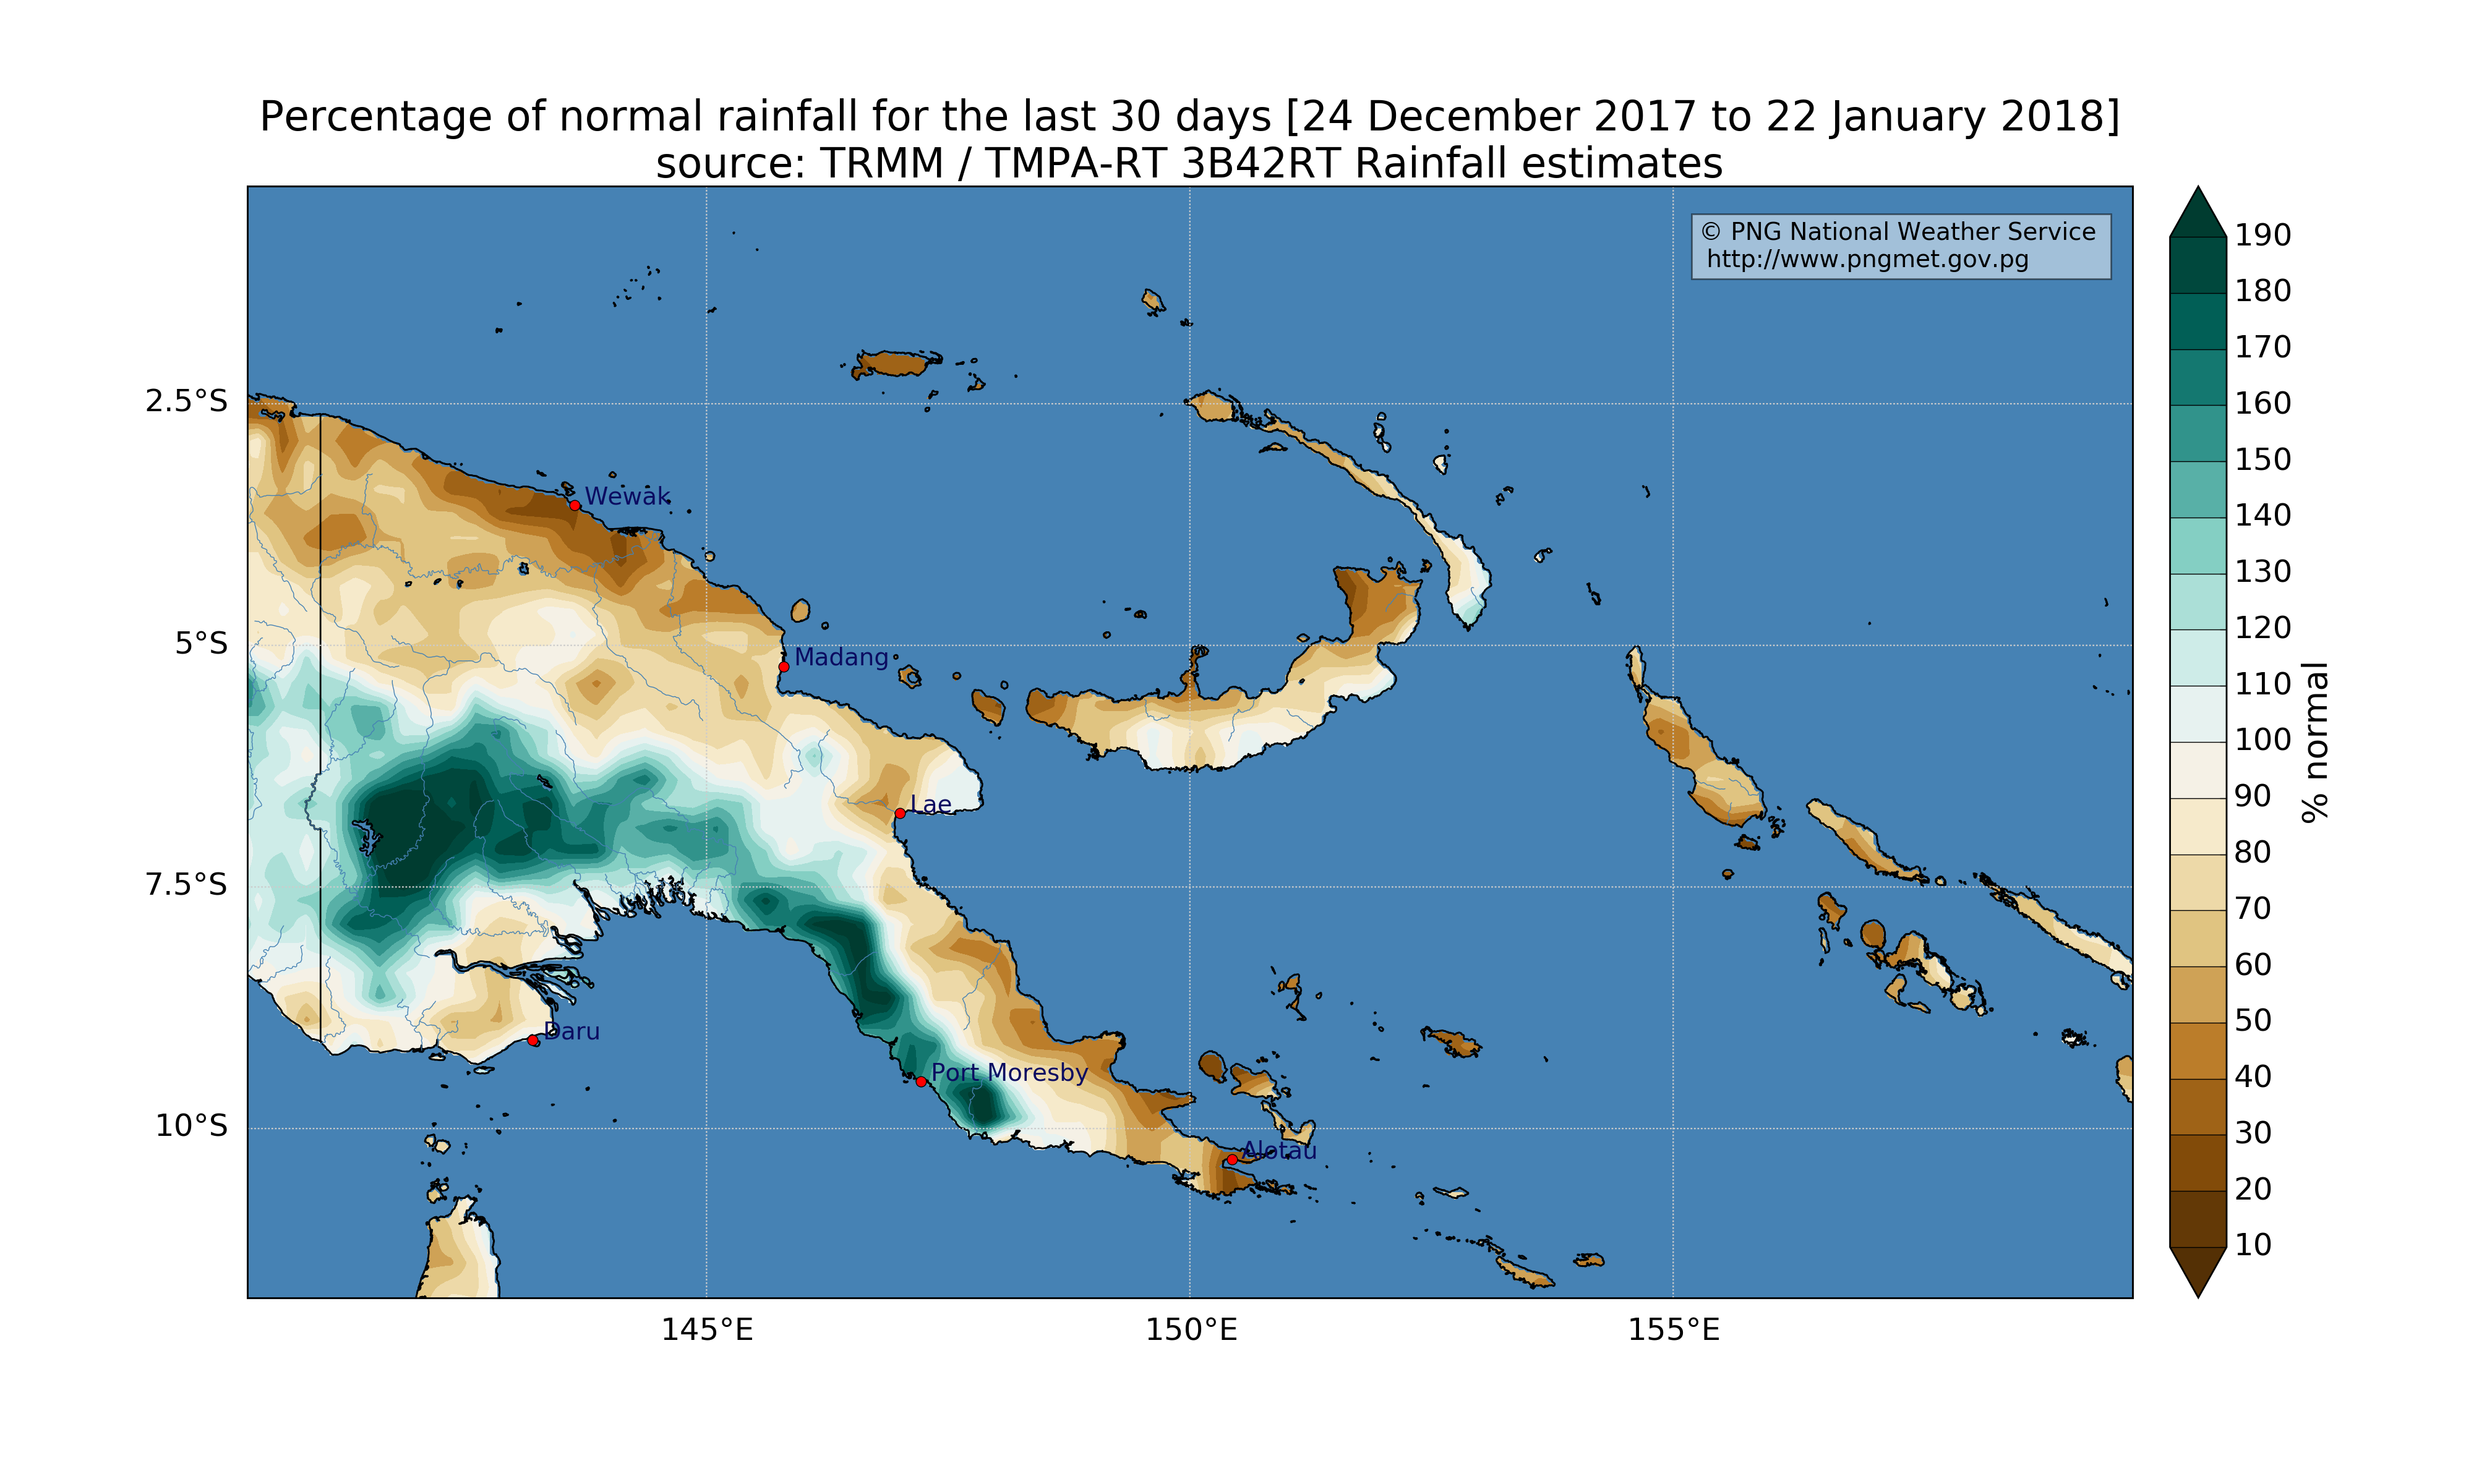 Percentage of normal rainfall for the last 30 days [24 December 2017 to 22 January 2018]
source: TRMM / TMPA-RT 3B42RT Rainfall estimates
© PNG National Weather Service
http://www.pngmet.gov.pg
2.5°S
5°S
7.5°S
10°S
145°E
150°E
155°E
Wewak
Madang
Lae
Daru
Port Moresby
Alotau
190
180
170
160
150
140
130
120
110
100
90
80
70
60
50
40
30
20
10
% normal